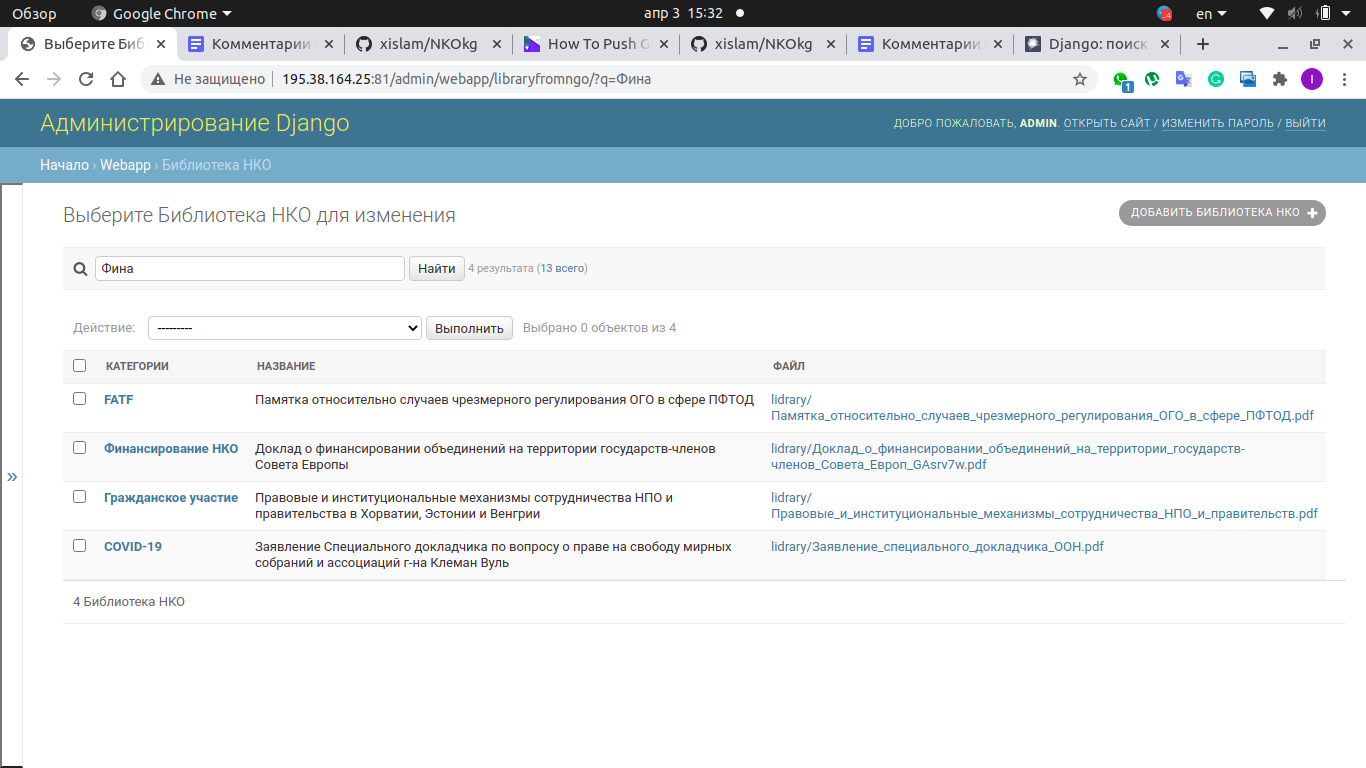 Обзор
Google Chrome
апр 3 15:32
en
Выберите Биб
Комментарии
xislam/NKOkg
How To Push G
xislam/NKOkg
Комментарии
Django: поиск
Не защищено
195.38.164.25:81/admin/webapp/libraryfromngo/?q=Фина
1
I
Администрирование Django
ДОБРО ПОЖАЛОВАТЬ, ADMIN. ОТКРЫТЬ САЙТ / ИЗМЕНИТЬ ПАРОЛЬ / ВЫЙТИ
Начало › Webapp › Библиотека НКО
Выберите Библиотека НКО для изменения
ДОБАВИТЬ БИБЛИОТЕКА НКО +
Фина
Найти
4 результата (13 всего)
Действие:
---------
Выполнить
Выбрано 0 объектов из 4
КАТЕГОРИИ
НАЗВАНИЕ
ФАЙЛ
FATF
Памятка относительно случаев чрезмерного регулирования ОГО в сфере ПФТОД
lidrary/
Памятка_относительно_случаев_чрезмерного_регулирования_ОГО_в_сфере_ПФТОД.pdf
Финансирование НКО
Доклад о финансировании объединений на территории государств-членов
Совета Европы
lidrary/Доклад_о_финансировании_объединений_на_территории_государств-
членов_Совета_Европ_GAsrv7w.pdf
»
Гражданское участие
Правовые и институциональные механизмы сотрудничества НПО и
правительства в Хорватии, Эстонии и Венгрии
lidrary/
Правовые_и_институциональные_механизмы_сотрудничества_НПО_и_правительств.pdf
COVID-19
Заявление Специального докладчика по вопросу о праве на свободу мирных
собраний и ассоциаций г-на Клеман Вуль
lidrary/Заявление_специального_докладчика_ООН.pdf
4 Библиотека НКО